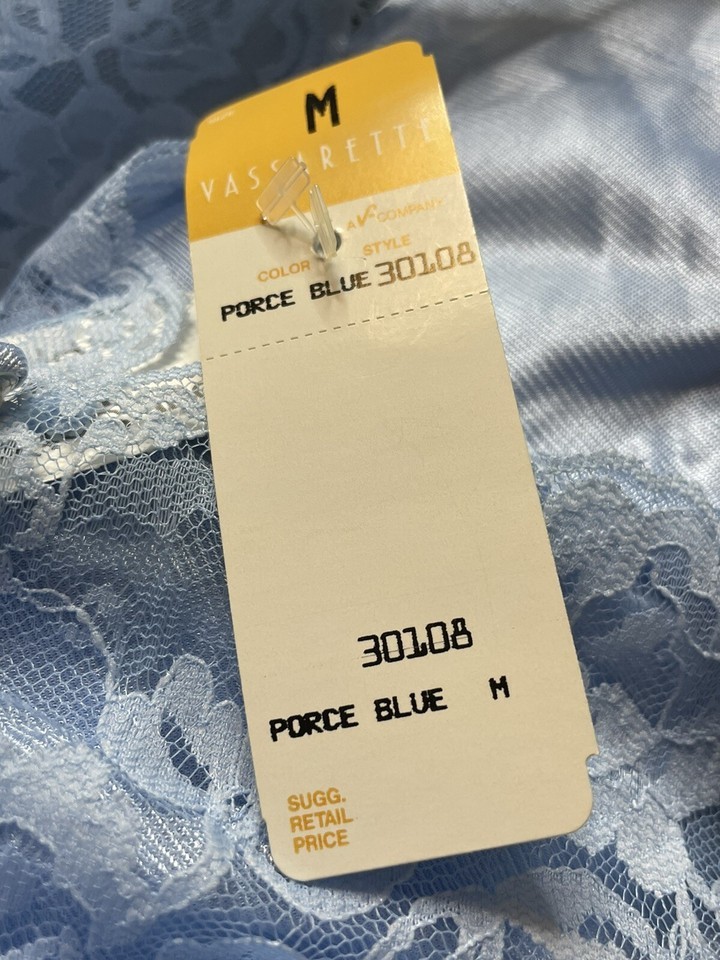 M
VASSARETTE
A VF COMPANY
COLOR STYLE
PORCE BLUE 30108
30108
PORCE BLUE M
SUGG.
RETAIL
PRICE